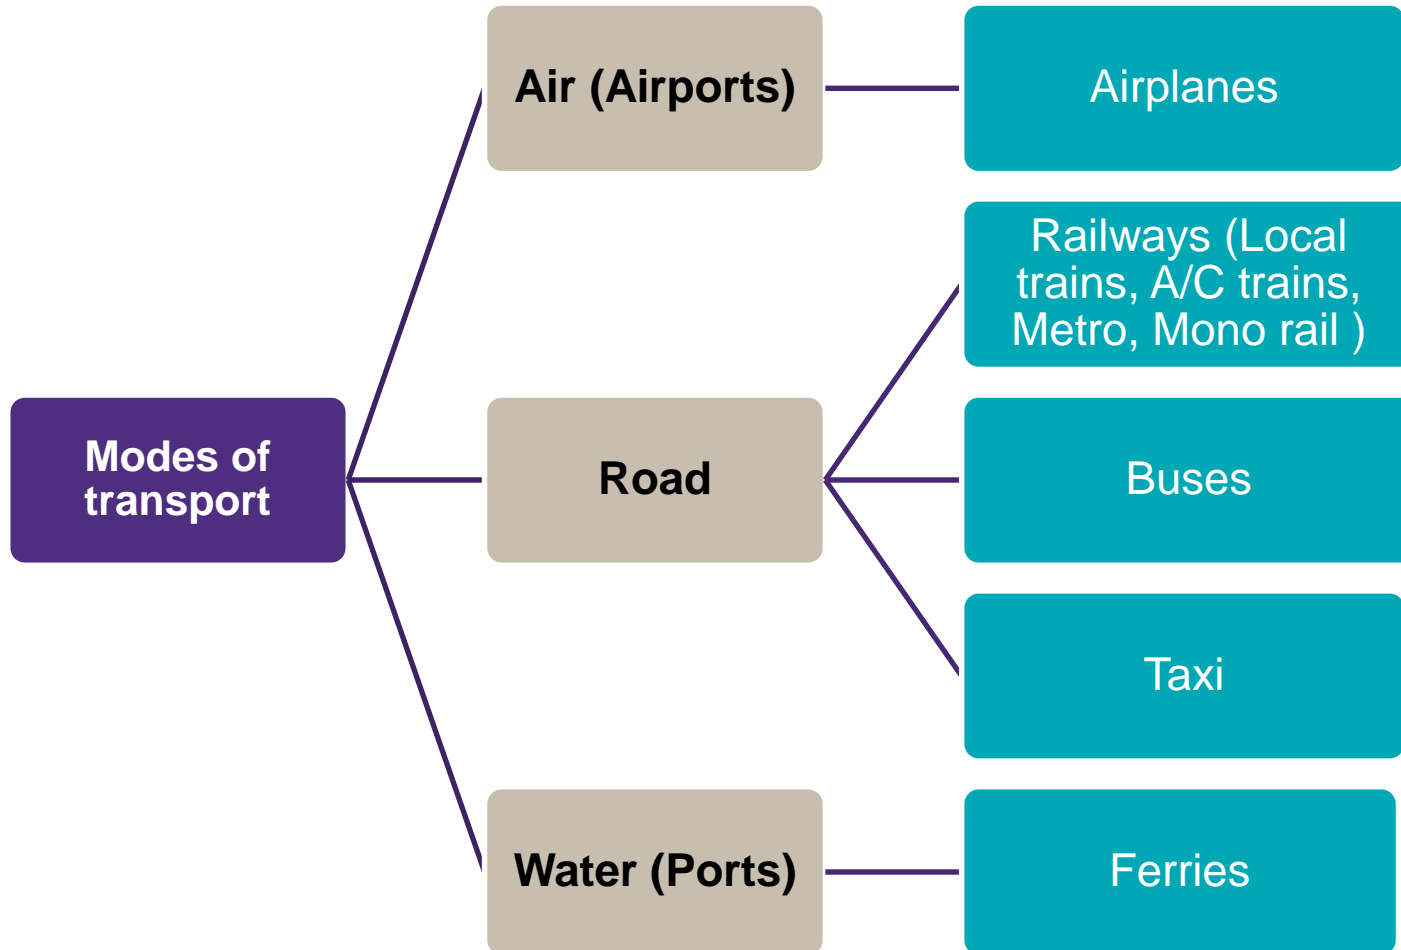 Air (Airports)
Airplanes
Railways (Local
trains, A/C trains,
Metro, Mono rail )
Modes of
transport
Road
Buses
Taxi
Water (Ports)
Ferries